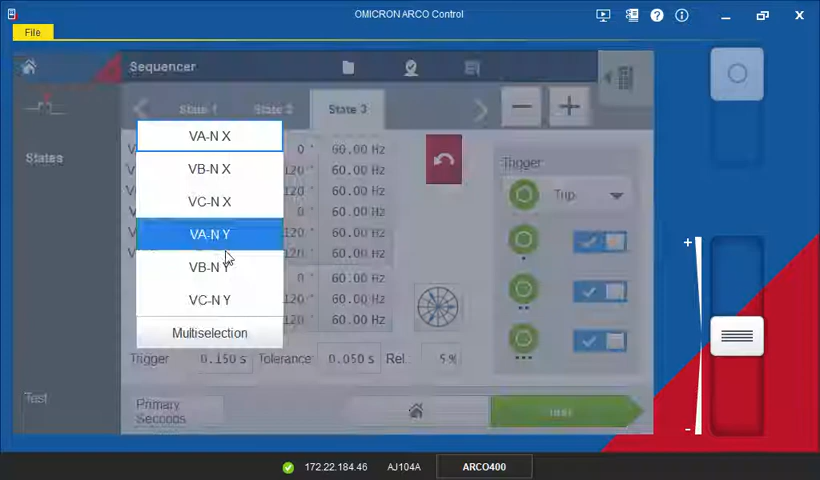 OMICRON ARCO Control
File
Sequencer
State 1 State 2 State 3
States
VA-N X
VB-N X
VC-N X
VA-N Y
VB-N Y
VC-N Y
Multiselection
0 ° 60.00 Hz
120 ° 60.00 Hz
120 ° 60.00 Hz
0 ° 60.00 Hz
120 ° 60.00 Hz
120 ° 60.00 Hz
0 ° 60.00 Hz
120 ° 60.00 Hz
120 ° 60.00 Hz
Trigger 0.150 s Tolerance: 0.050 s Rel.: 5 %
Trigger
Trip
+
-
Test
Primary
Seconds
Test
172.22.184.46 AJ104A ARCO400